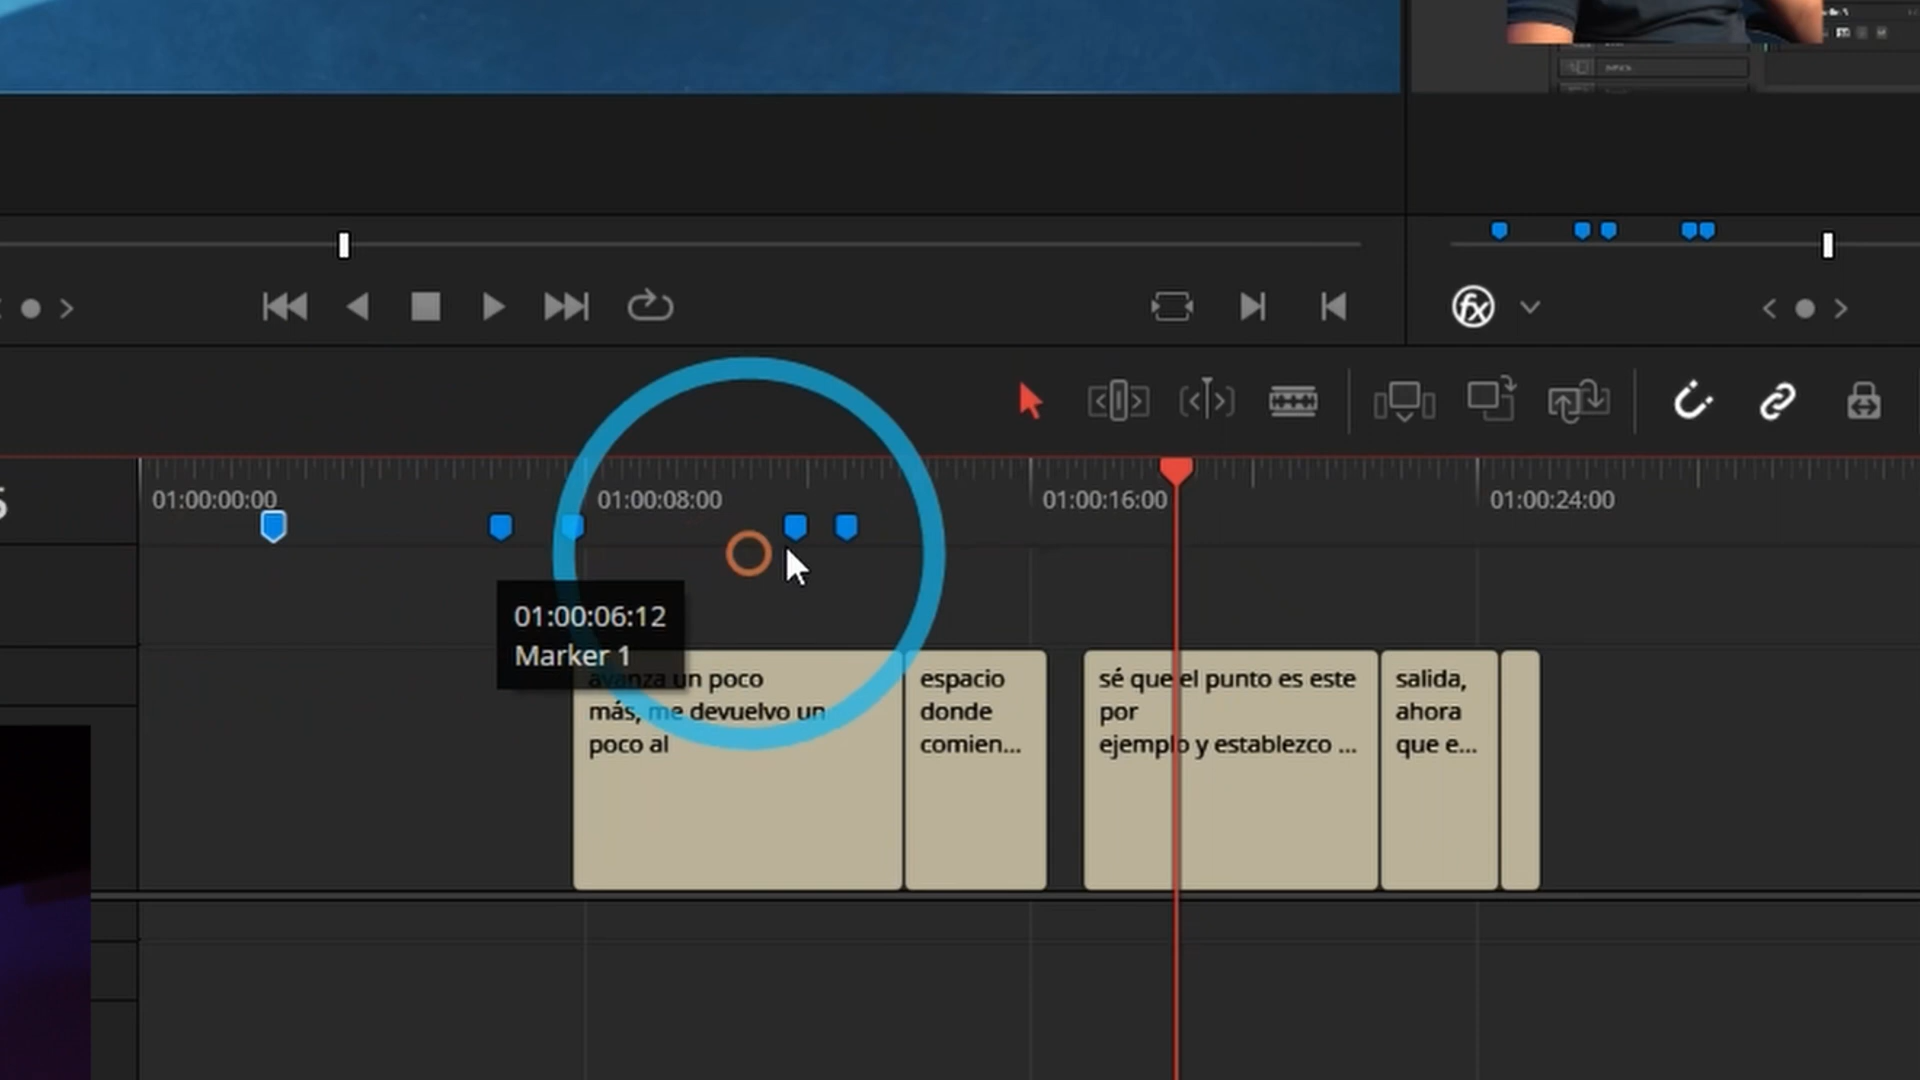 fx
01:00:00:00
01:00:08:00
01:00:16:00
01:00:24:00
01:00:06:12
Marker 1
avanza un poco
más, me devuelvo un
poco al
espacio
donde
comien...
sé que el punto es este
por
ejemplo y establezco ...
salida,
ahora
que e...